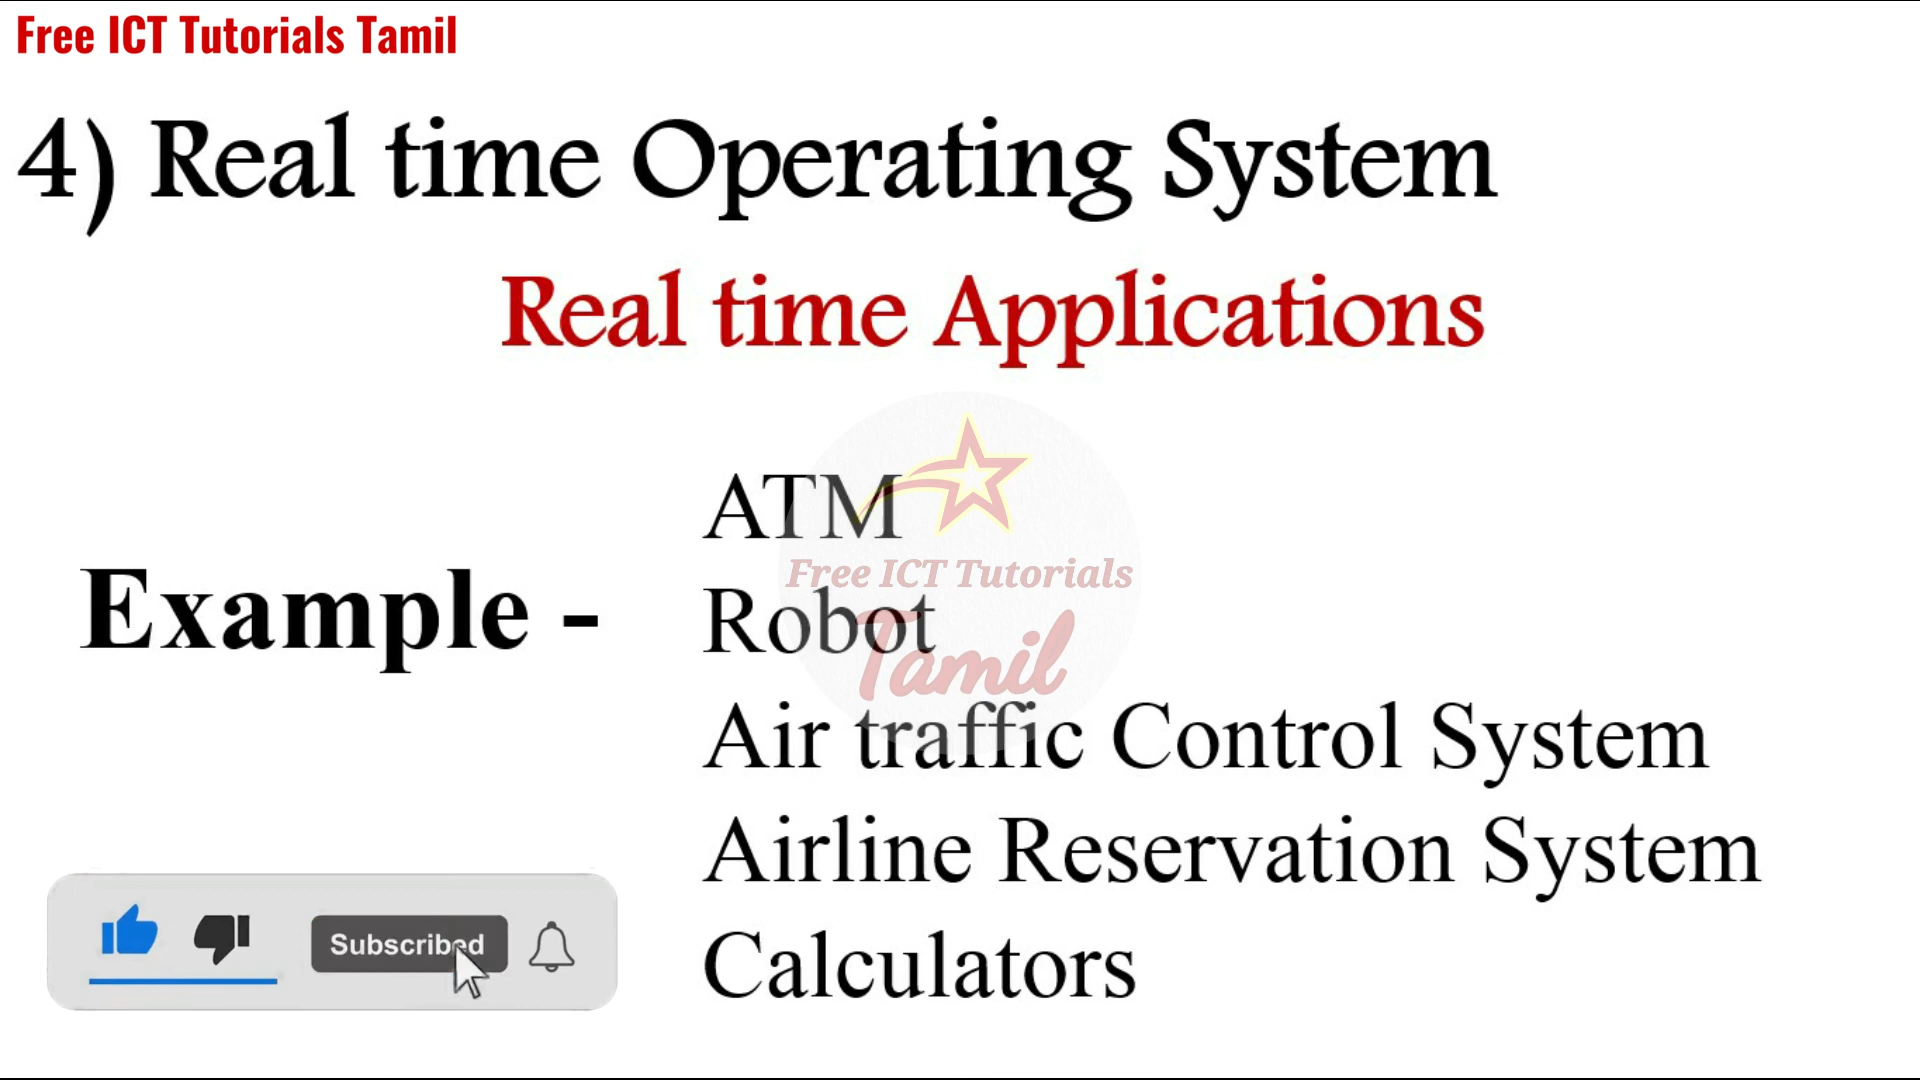 Free ICT Tutorials Tamil
4) Real time Operating System
Real time Applications
ATM
Free ICT Tutorials
Tamil
Example -
Robot
Air traffic Control System
Airline Reservation System
Calculators
Subscribed